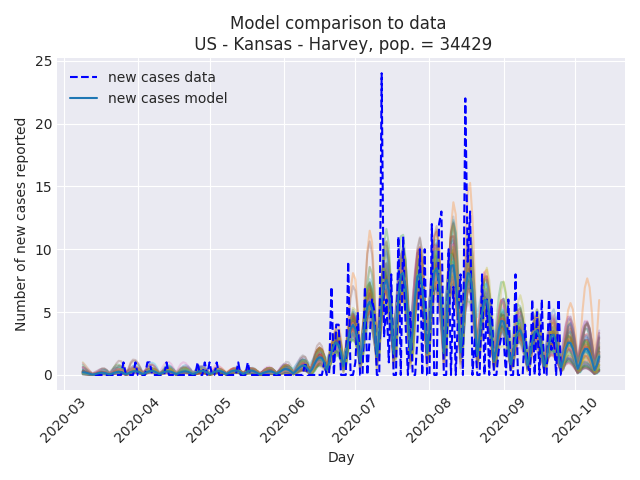 Model comparison to data
US - Kansas - Harvey, pop. = 34429
new cases data
new cases model
Number of new cases reported
25
20
15
10
5
0
2020-03
2020-04
2020-05
2020-06
2020-07
2020-08
2020-09
2020-10
Day